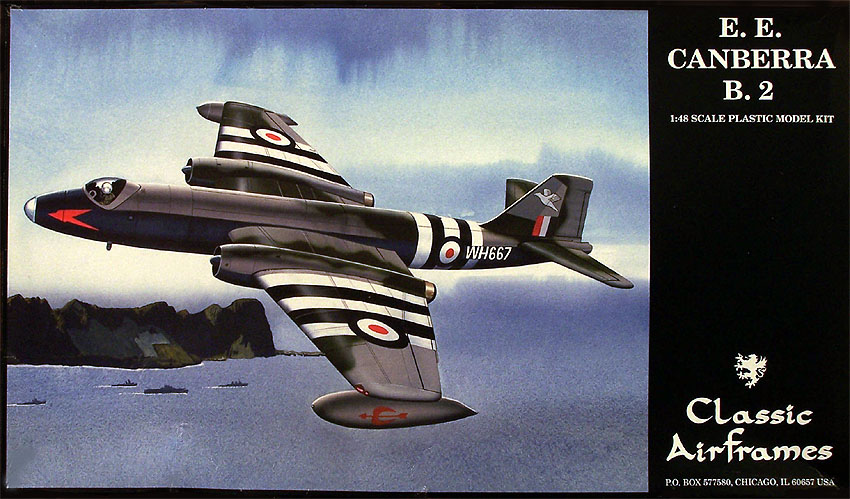 E. E.
CANBERRA
B. 2
1:48 SCALE PLASTIC MODEL KIT
WH667
Classic
Airframes
P.O. BOX 577580, CHICAGO, IL 60657 USA